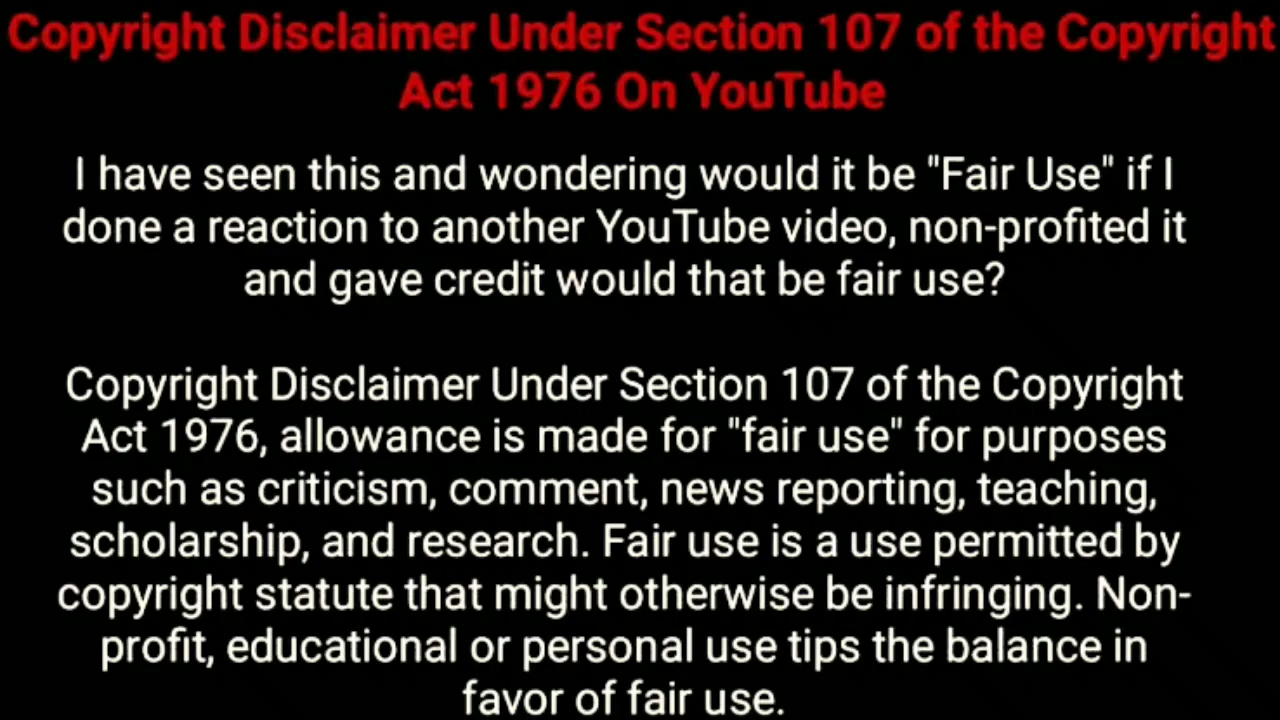 Copyright Disclaimer Under Section 107 of the Copyright
Act 1976 On YouTube
I have seen this and wondering would it be "Fair Use" if I
done a reaction to another YouTube video, non-profited it
and gave credit would that be fair use?
Copyright Disclaimer Under Section 107 of the Copyright
Act 1976, allowance is made for "fair use" for purposes
such as criticism, comment, news reporting, teaching,
scholarship, and research. Fair use is a use permitted by
copyright statute that might otherwise be infringing. Non-
profit, educational or personal use tips the balance in
favor of fair use.